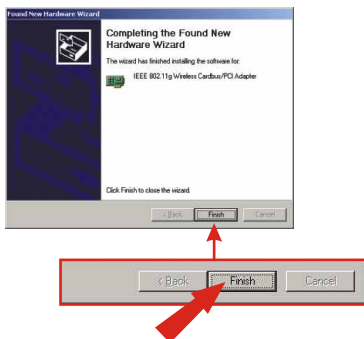 Found New Hardware Wizard
Completing the Found New
Hardware Wizard
The wizard has finished installing the software for:
IEEE 802.11g Wireless Cardbus/PCI Adapter
Click Finish to close the wizard.
< Back Finish Cancel
< Back Finish Cancel